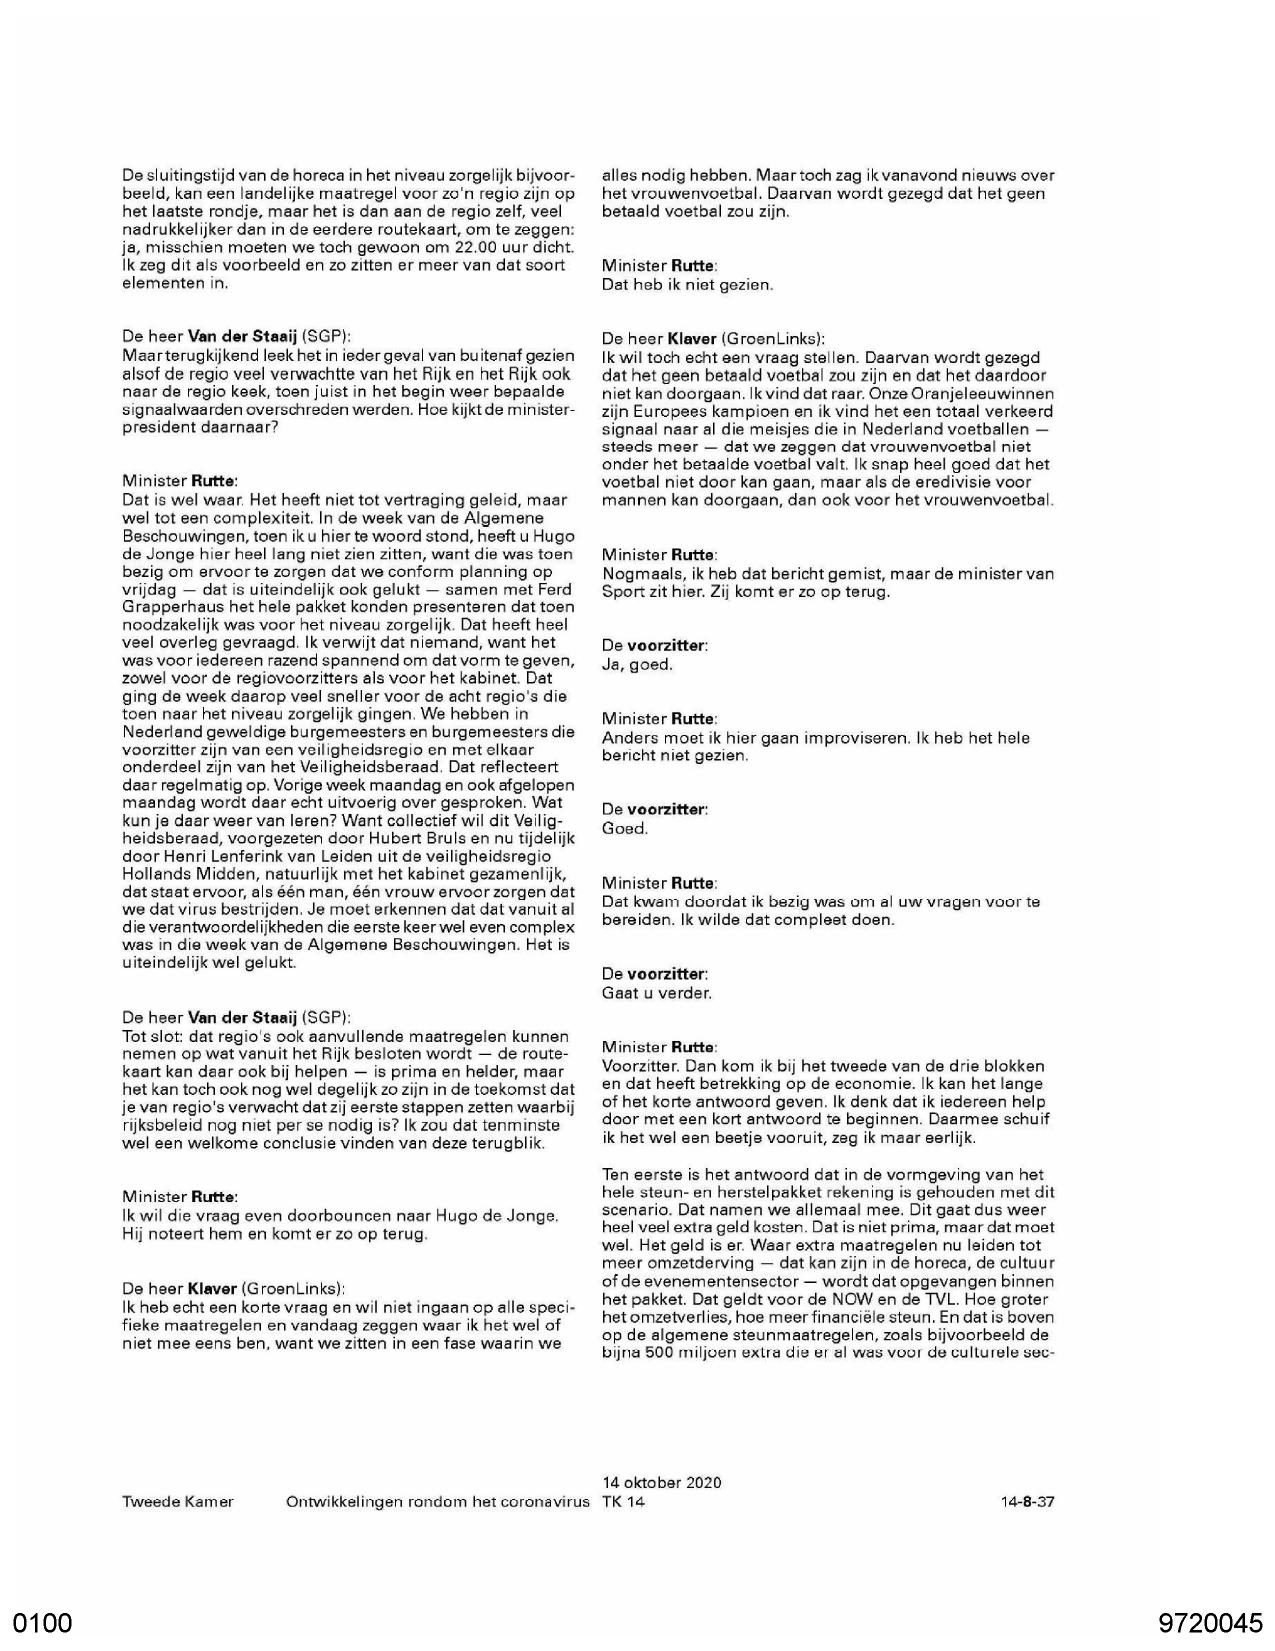 De sluitingstijd van de horeca in het niveau zorgelijk bijvoor-
beeld, kan een landelijke maatregel voor zo'n regio zijn op
het laatste rondje, maar het is dan aan de regio zelf, veel
nadrukkelijker dan in de eerdere routekaart, om te zeggen:
ja, misschien moeten we toch gewoon om 22.00 uur dicht.
Ik zeg dit als voorbeeld en zo zitten er meer van dat soort
elementen in.
De heer Van der Staaij (SGP):
Maar terugkijkend leek het in ieder geval van buitenaf gezien
alsof de regio veel verwachtte van het Rijk en het Rijk ook
naar de regio keek, toen juist in het begin weer bepaalde
signaalwaarden overschreden werden. Hoe kijkt de minister-
president daarnaar?
Minister Rutte:
Dat is wel waar. Het heeft niet tot vertraging geleid, maar
wel tot een complexiteit. In de week van de Algemene
Beschouwingen, toen ik u hier te woord stond, heeft u Hugo
de Jonge hier heel lang niet zien zitten, want die was toen
bezig om ervoor te zorgen dat we conform planning op
vrijdag — dat is uiteindelijk ook gelukt — samen met Ferd
Grapperhaus het hele pakket konden presenteren dat toen
noodzakelijk was voor het niveau zorgelijk. Dat heeft heel
veel overleg gevraagd. Ik verwijt dat niemand, want het
was voor iedereen razend spannend om dat vorm te geven,
zowel voor de regiovoorzitters als voor het kabinet. Dat
ging de week daarop veel sneller voor de acht regio's die
toen naar het niveau zorgelijk gingen. We hebben in
Nederland geweldige burgemeesters en burgemeesters die
voorzitter zijn van een veiligheidsregio en met elkaar
onderdeel zijn van het Veiligheidsberaad. Dat reflecteert
daar regelmatig op. Vorige week maandag en ook afgelopen
maandag wordt daar echt uitvoerig over gesproken. Wat
kun je daar weer van leren? Want collectief wil dit Veilig-
heidsberaad, voorgezeten door Hubert Bruls en nu tijdelijk
door Henri Lenferink van Leiden uit de veiligheidsregio
Hollands Midden, natuurlijk met het kabinet gezamenlijk,
dat staat ervoor, als één man, één vrouw ervoor zorgen dat
we dat virus bestrijden. Je moet erkennen dat dat vanuit al
die verantwoordelijkheden die eerste keer wel even complex
was in die week van de Algemene Beschouwingen. Het is
uiteindelijk wel gelukt.
De heer Van der Staaij (SGP):
Tot slot: dat regio's ook aanvullende maatregelen kunnen
nemen op wat vanuit het Rijk besloten wordt — de route-
kaart kan daar ook bij helpen — is prima en helder, maar
het kan toch ook nog wel degelijk zo zijn in de toekomst dat
je van regio's verwacht dat zij eerste stappen zetten waarbij
rijksbeleid nog niet per se nodig is? Ik zou dat tenminste
wel een welkome conclusie vinden van deze terugblik.
Minister Rutte:
Ik wil die vraag even doorbouncen naar Hugo de Jonge.
Hij noteert hem en komt er zo op terug.
De heer Klaver (GroenLinks):
Ik heb echt een korte vraag en wil niet ingaan op alle speci-
fieke maatregelen en vandaag zeggen waar ik het wel of
niet mee eens ben, want we zitten in een fase waarin we
alles nodig hebben. Maar toch zag ik vanavond nieuws over
het vrouwenvoetbal. Daarvan wordt gezegd dat het geen
betaald voetbal zou zijn.
Minister Rutte:
Dat heb ik niet gezien.
De heer Klaver (GroenLinks):
Ik wil toch echt een vraag stellen. Daarvan wordt gezegd
dat het geen betaald voetbal zou zijn en dat het daardoor
niet kan doorgaan. Ik vind dat raar. Onze Oranjeleeuwinnen
zijn Europees kampioen en ik vind het een totaal verkeerd
signaal naar al die meisjes die in Nederland voetballen —
steeds meer — dat we zeggen dat vrouwenvoetbal niet
onder het betaalde voetbal valt. Ik snap heel goed dat het
voetbal niet door kan gaan, maar als de eredivisie voor
mannen kan doorgaan, dan ook voor het vrouwenvoetbal.
Minister Rutte:
Nogmaals, ik heb dat bericht gemist, maar de minister van
Sport zit hier. Zij komt er zo op terug.
De voorzitter:
Ja, goed.
Minister Rutte:
Anders moet ik hier gaan improviseren. Ik heb het hele
bericht niet gezien.
De voorzitter:
Goed.
Minister Rutte:
Dat kwam doordat ik bezig was om al uw vragen voor te
bereiden. Ik wilde dat compleet doen.
De voorzitter:
Gaat u verder.
Minister Rutte:
Voorzitter. Dan kom ik bij het tweede van de drie blokken
en dat heeft betrekking op de economie. Ik kan het lange
of het korte antwoord geven. Ik denk dat ik iedereen help
door met een kort antwoord te beginnen. Daarmee schuif
ik het wel een beetje vooruit, zeg ik maar eerlijk.
Ten eerste is het antwoord dat in de vormgeving van het
hele steun- en herstelpakket rekening is gehouden met dit
scenario. Dat namen we allemaal mee. Dit gaat dus weer
heel veel extra geld kosten. Dat is niet prima, maar dat moet
wel. Het geld is er. Waar extra maatregelen nu leiden tot
meer omzetderving — dat kan zijn in de horeca, de cultuur
of de evenementensector — wordt dat opgevangen binnen
het pakket. Dat geldt voor de NOW en de TVL. Hoe groter
het omzetverlies, hoe meer financiële steun. En dat is boven
op de algemene steunmaatregelen, zoals bijvoorbeeld de
bijna 500 miljoen extra die er al was voor de culturele sec-
14 oktober 2020
Tweede Kamer Ontwikkelingen rondom het coronavirus TK 14 14-8-37
0100 9720045